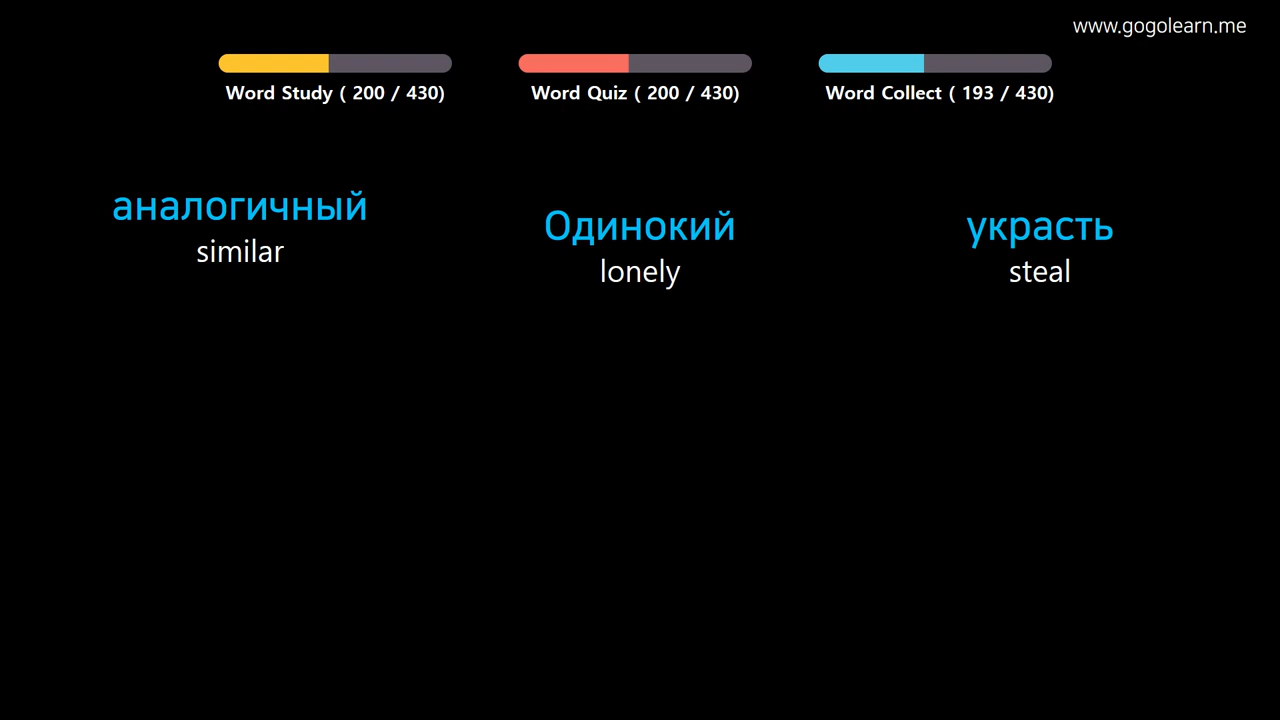 www.gogolearn.me
Word Study ( 200 / 430)
Word Quiz ( 200 / 430)
Word Collect ( 193 / 430)
аналогичный
similar
Одинокий
lonely
украсть
steal